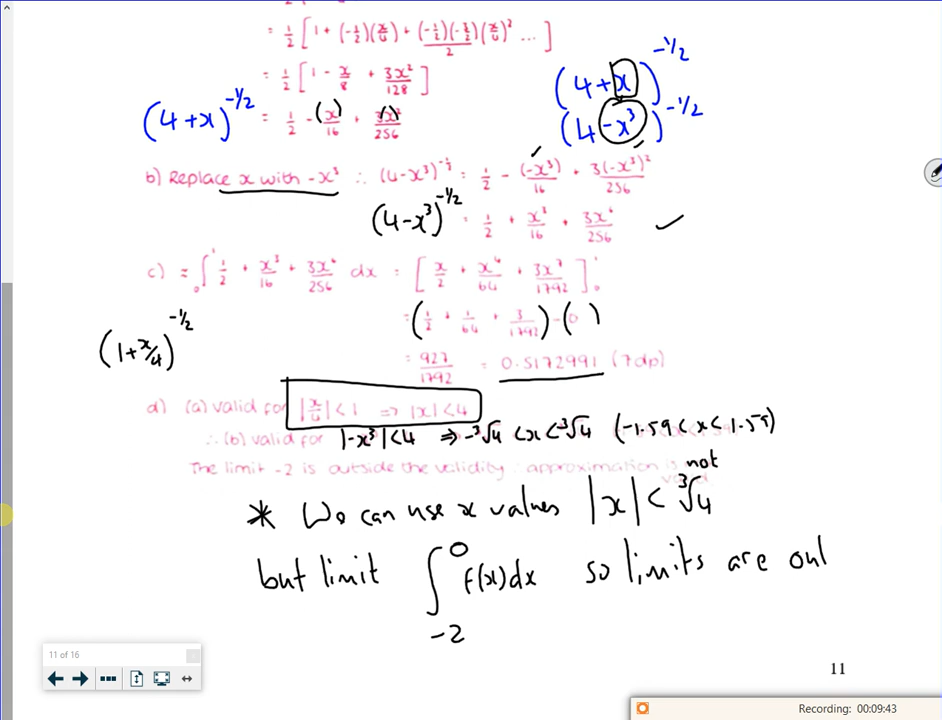 = 1/2 [ 1 + (-1/2)(x/4) + (-1/2)(-3/2)/2 (x/4)² ... ]
= 1/2 [ 1 - x/8 + 3x²/128 ]
(4+x)^-1/2 = 1/2 - (x)/16 + 3x²/256
(4+x)^-1/2
(4-x³)^-1/2
b) Replace x with -x³ ∴ (4-x³)^-1/2 = 1/2 - (-x³)/16 + 3(-x³)²/256
(4-x³)^-1/2 = 1/2 + x³/16 + 3x⁶/256 ✓
c) ≈ ∫₀¹ 1/2 + x³/16 + 3x⁶/256 dx = [ x/2 + x⁴/64 + 3x⁷/1792 ]₀¹
= (1/2 + 1/64 + 3/1792) - (0)
(1+x/4)^-1/2
= 927/1792 = 0.5172991 (7dp)
d) (a) valid for |x/4| < 1 ⇒ |x| < 4
∴ (b) valid for |-x³| < 4 ⇒ -³√4 < x < ³√4 (-1.59 < x < 1.59)
The limit -2 is outside the validity ∴ approximation is not valid
* We can use x values |x| < ³√4
but limit ∫₋₂⁰ f(x)dx so limits are out
11 of 16
11
Recording: 00:09:43